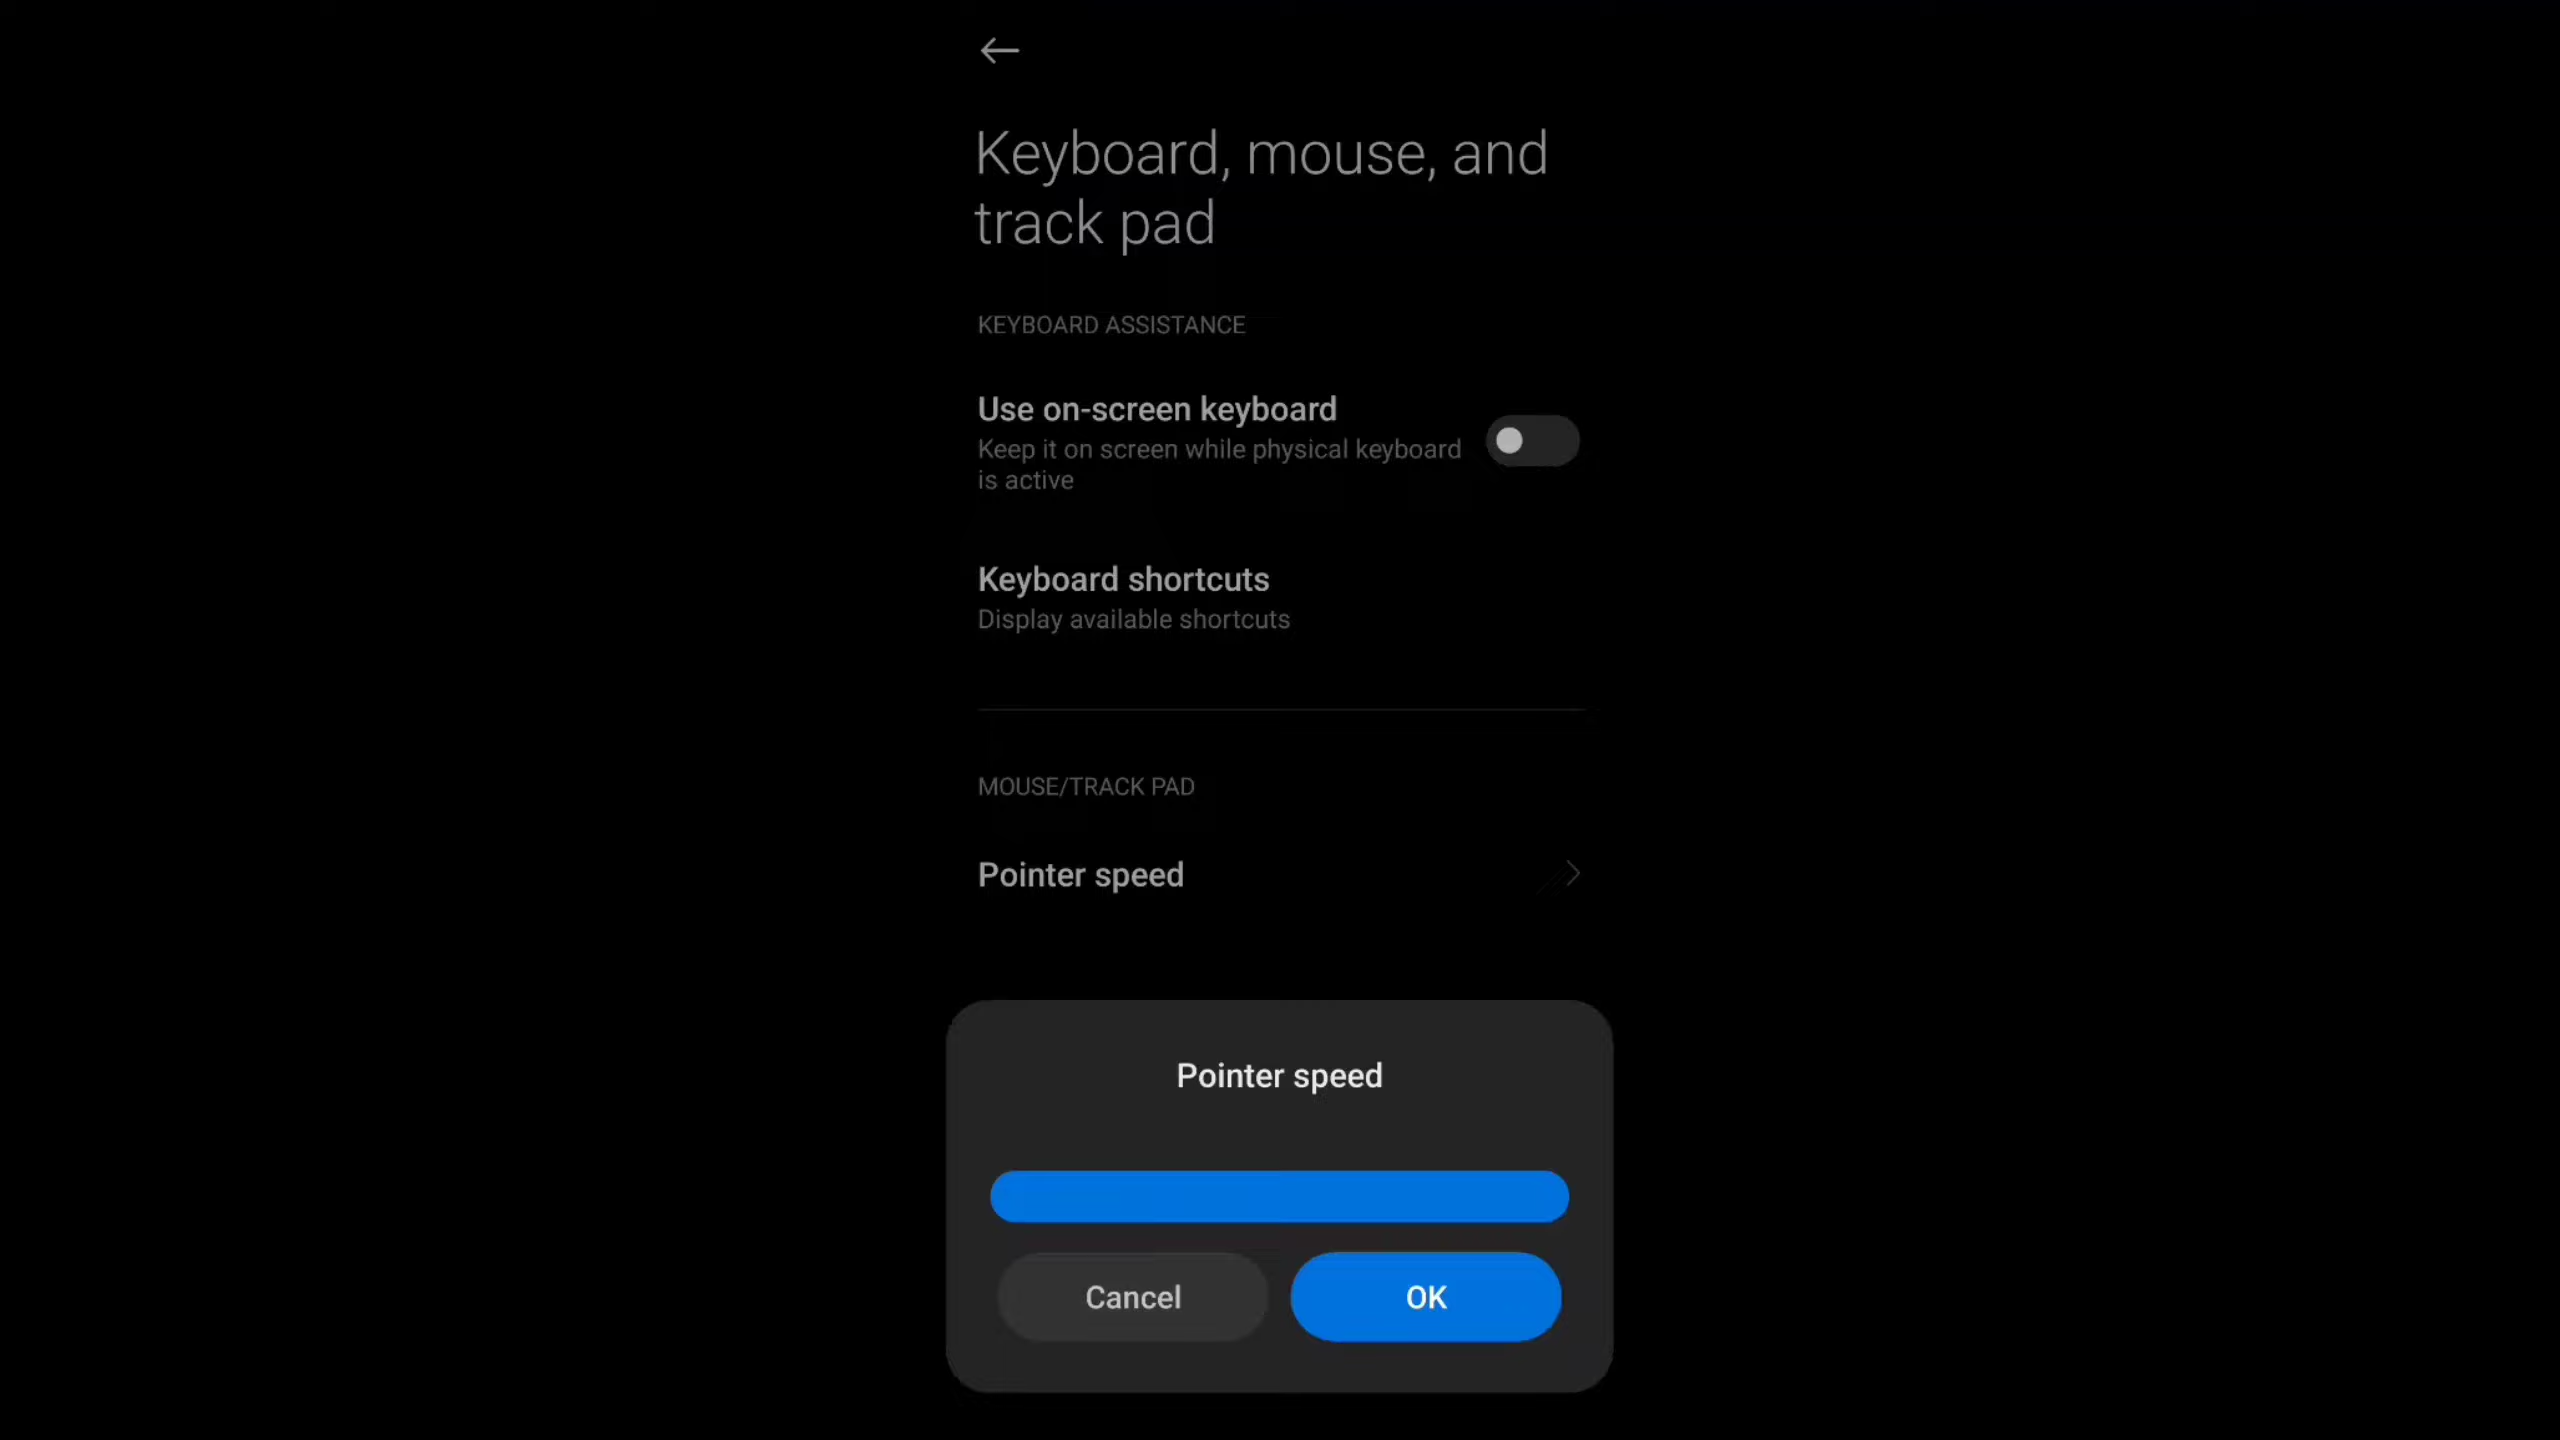 Keyboard, mouse, and
track pad
KEYBOARD ASSISTANCE
Use on-screen keyboard
Keep it on screen while physical keyboard
is active
Keyboard shortcuts
Display available shortcuts
MOUSE/TRACK PAD
Pointer speed
Pointer speed
Cancel
OK